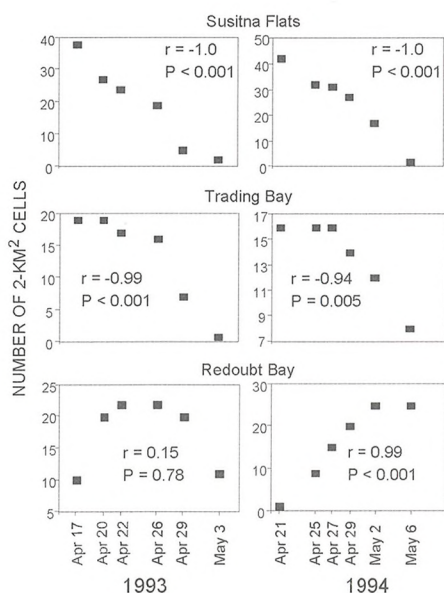 Susitna Flats
40
30
20
10
0
r = -1.0
P < 0.001
50
40
30
20
10
0
r = -1.0
P < 0.001
NUMBER OF 2-KM² CELLS
Trading Bay
20
15
10
5
0
r = -0.99
P < 0.001
17
15
13
11
9
7
r = -0.94
P = 0.005
Redoubt Bay
25
20
15
10
5
r = 0.15
P = 0.78
30
20
10
0
r = 0.99
P < 0.001
Apr 17
Apr 20
Apr 22
Apr 26
Apr 29
May 3
Apr 21
Apr 25
Apr 27
Apr 29
May 2
May 6
1993
1994